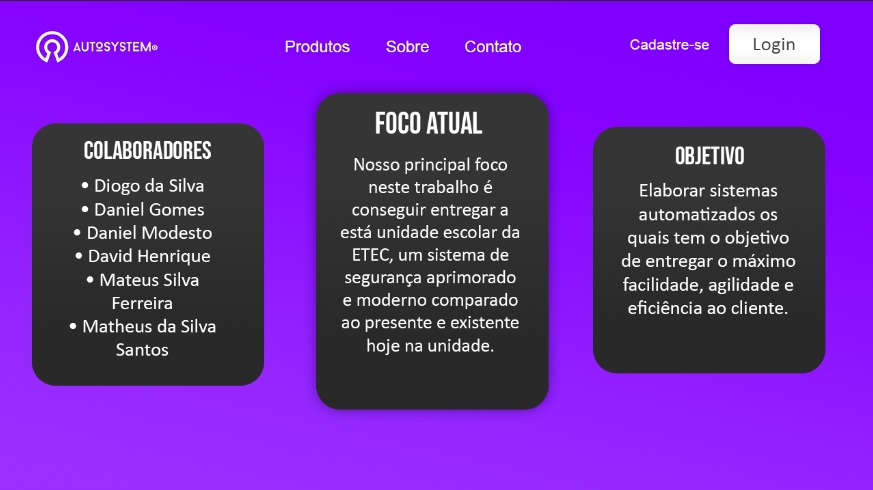 AUTOSYSTEM®
Produtos
Sobre
Contato
Cadastre-se
Login
COLABORADORES
• Diogo da Silva
• Daniel Gomes
• Daniel Modesto
• David Henrique
• Mateus Silva
Ferreira
• Matheus da Silva
Santos
FOCO ATUAL
Nosso principal foco
neste trabalho é
conseguir entregar a
está unidade escolar da
ETEC, um sistema de
segurança aprimorado
e moderno comparado
ao presente e existente
hoje na unidade.
OBJETIVO
Elaborar sistemas
automatizados os
quais tem o objetivo
de entregar o máximo
facilidade, agilidade e
eficiência ao cliente.